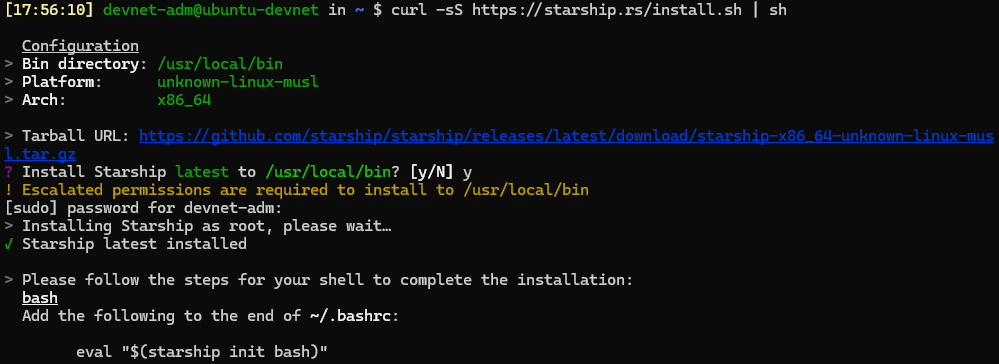 [17:56:10] devnet-adm@ubuntu-devnet in ~ $ curl -sS https://starship.rs/install.sh | sh
Configuration
> Bin directory: /usr/local/bin
> Platform: unknown-linux-musl
> Arch: x86_64
> Tarball URL: https://github.com/starship/starship/releases/latest/download/starship-x86_64-unknown-linux-mus
l.tar.gz
? Install Starship latest to /usr/local/bin? [y/N] y
! Escalated permissions are required to install to /usr/local/bin
[sudo] password for devnet-adm:
> Installing Starship as root, please wait…
✓ Starship latest installed
> Please follow the steps for your shell to complete the installation:
bash
Add the following to the end of ~/.bashrc:
eval "$(starship init bash)"